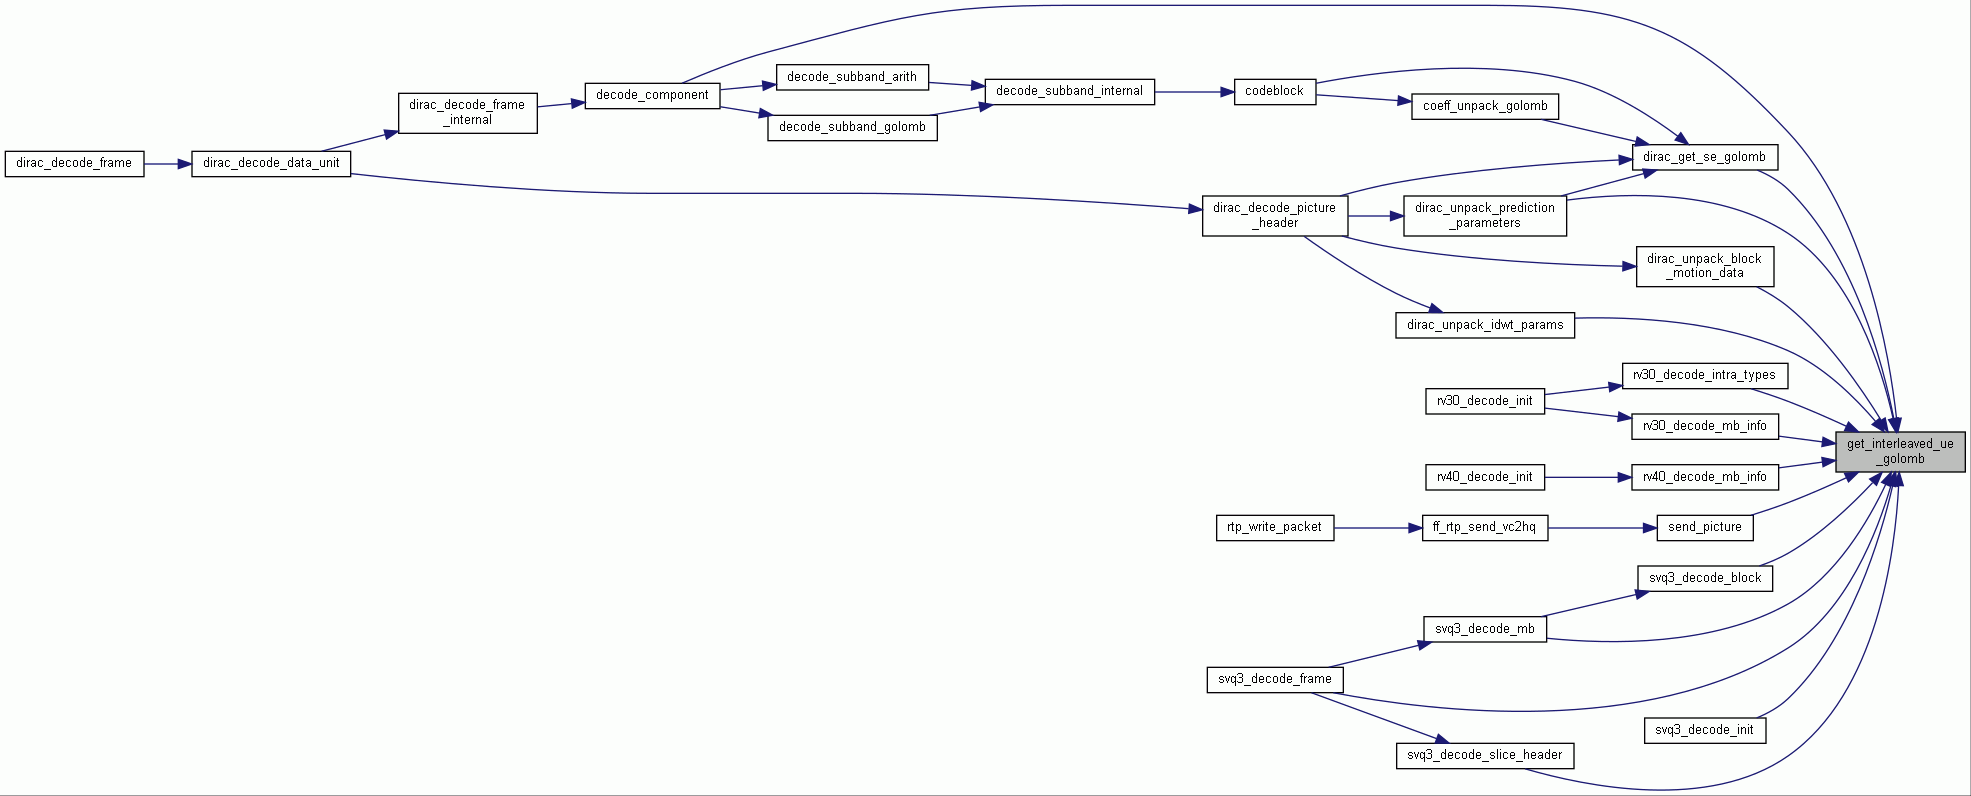 decode_subband_arith
decode_component
decode_subband_internal
codeblock
dirac_decode_frame
_internal
coeff_unpack_golomb
decode_subband_golomb
dirac_decode_frame
dirac_decode_data_unit
dirac_get_se_golomb
dirac_decode_picture
_header
dirac_unpack_prediction
_parameters
dirac_unpack_block
_motion_data
dirac_unpack_idwt_params
rv30_decode_intra_types
rv30_decode_init
rv30_decode_mb_info
get_interleaved_ue
_golomb
rv40_decode_init
rv40_decode_mb_info
rtp_write_packet
ff_rtp_send_vc2hq
send_picture
svq3_decode_block
svq3_decode_mb
svq3_decode_frame
svq3_decode_init
svq3_decode_slice_header